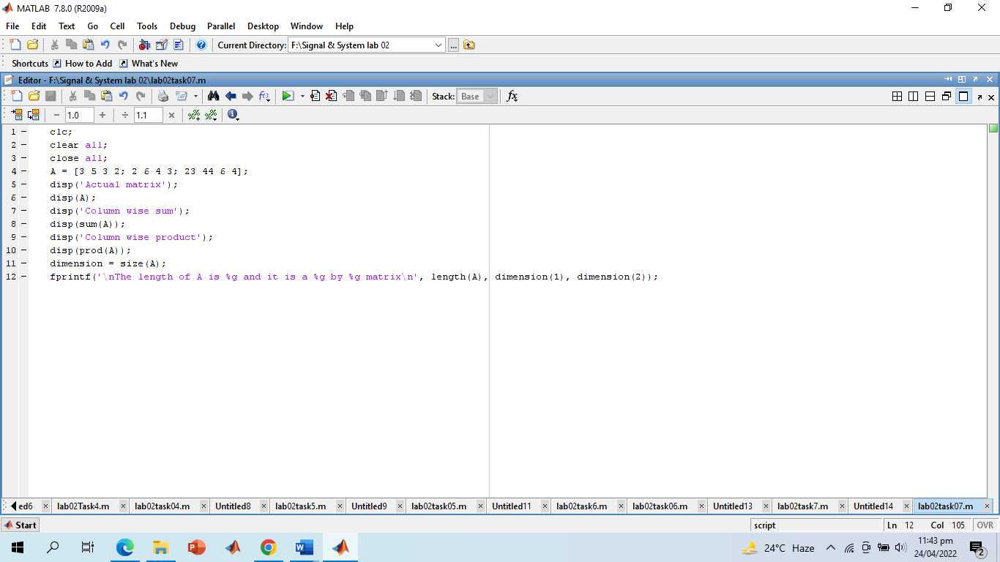 MATLAB 7.8.0 (R2009a)
File Edit Text Go Cell Tools Debug Parallel Desktop Window Help
Current Directory: F:\Signal & System lab 02 ...
Shortcuts How to Add What's New
Editor - F:\Signal & System lab 02\lab02task07.m
Stack: Base fx
− 1.0 + ÷ 1.1 ×
1 − clc;
2 − clear all;
3 − close all;
4 − A = [3 5 3 2; 2 6 4 3; 23 44 6 4];
5 − disp('Actual matrix');
6 − disp(A);
7 − disp('Column wise sum');
8 − disp(sum(A));
9 − disp('Column wise product');
10 − disp(prod(A));
11 − dimension = size(A);
12 − fprintf('\nThe length of A is %g and it is a %g by %g matrix\n', length(A), dimension(1), dimension(2));
ed6 lab02Task4.m lab02task04.m Untitled8 lab02task5.m Untitled9 lab02task05.m Untitled11 lab02task6.m lab02task06.m Untitled13 lab02task7.m Untitled14 lab02task07.m
Start script Ln 12 Col 105 OVR
24°C Haze 11:43 pm
24/04/2022 2